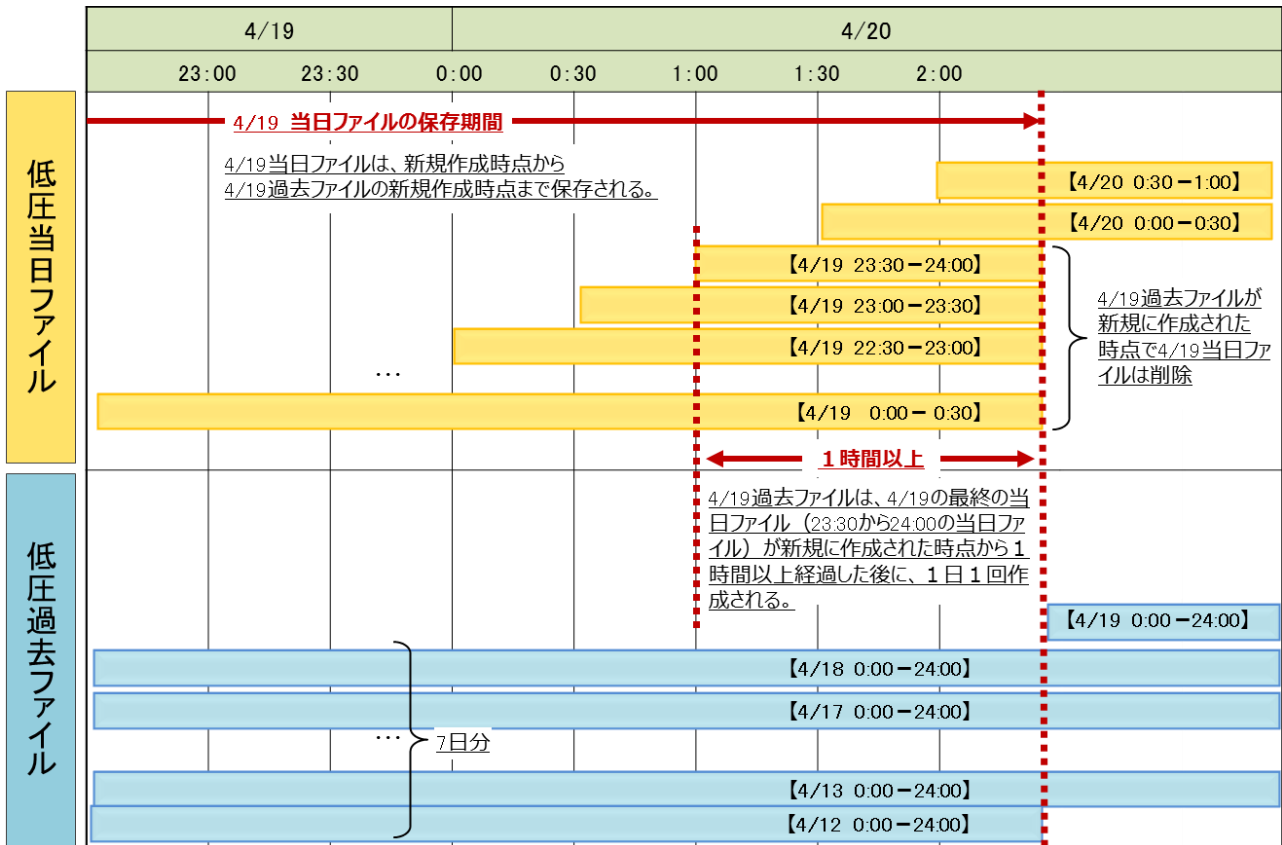 4/19
4/20
23:00
23:30
0:00
0:30
1:00
1:30
2:00
低圧当日ファイル
4/19 当日ファイルの保存期間
4/19当日ファイルは、新規作成時点から
4/19過去ファイルの新規作成時点まで保存される。
【4/20 0:30－1:00】
【4/20 0:00－0:30】
【4/19 23:30－24:00】
【4/19 23:00－23:30】
【4/19 22:30－23:00】
…
【4/19 0:00－0:30】
4/19過去ファイルが
新規に作成された
時点で4/19当日ファ
イルは削除
１時間以上
4/19過去ファイルは、4/19の最終の当
日ファイル（23:30から24:00の当日ファ
イル）が新規に作成された時点から１
時間以上経過した後に、１日１回作
成される。
低圧過去ファイル
【4/19 0:00－24:00】
【4/18 0:00－24:00】
【4/17 0:00－24:00】
…
7日分
【4/13 0:00－24:00】
【4/12 0:00－24:00】